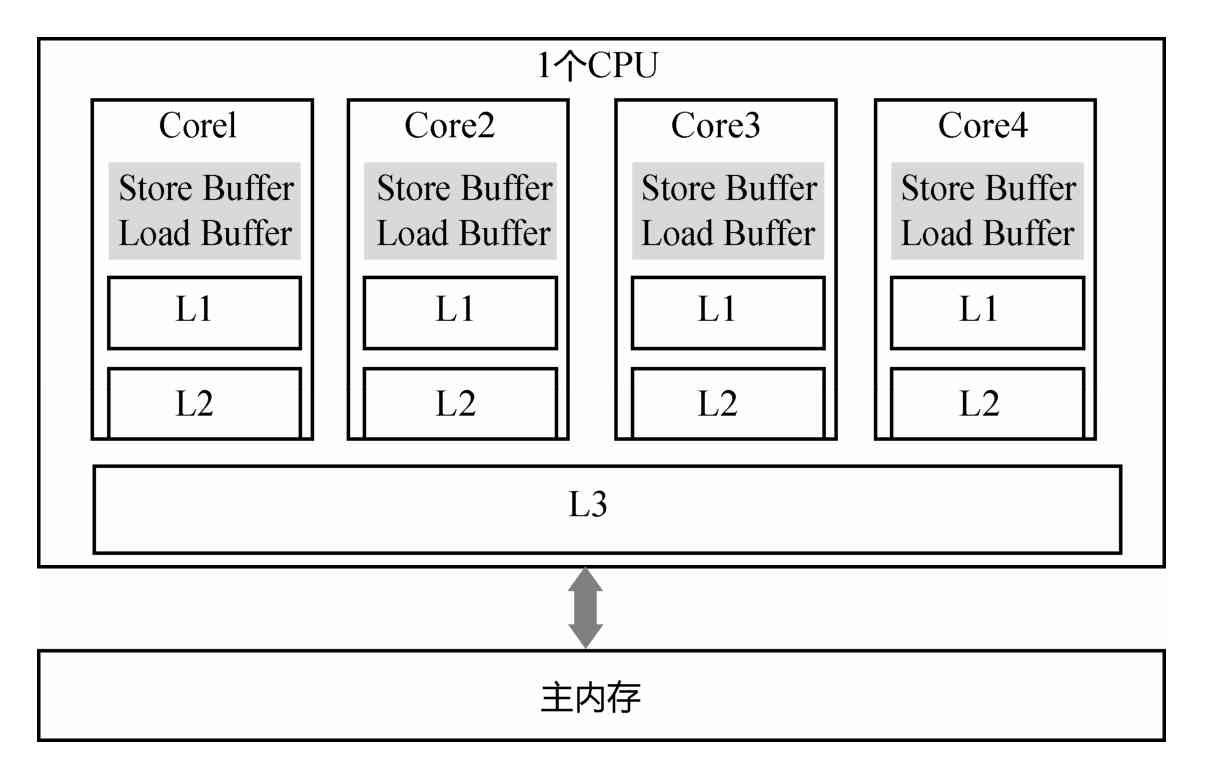 1个CPU
Core1 Core2 Core3 Core4
Store Buffer Store Buffer Store Buffer Store Buffer
Load Buffer Load Buffer Load Buffer Load Buffer
L1 L1 L1 L1
L2 L2 L2 L2
L3
主内存